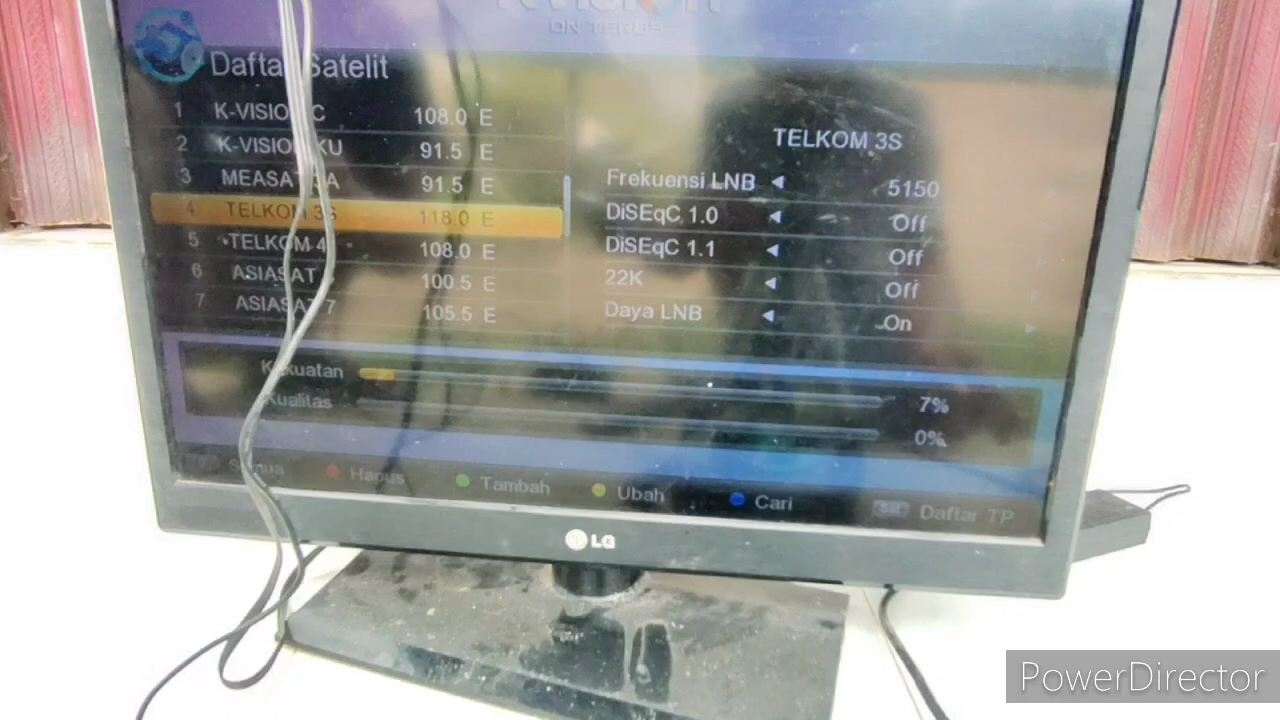 ON TERUS
Daftar Satelit
1 K-VISION C 108.0 E
2 K-VISION KU 91.5 E
3 MEASAT 3A 91.5 E
4 TELKOM 3S 118.0 E
5 TELKOM 4 108.0 E
6 ASIASAT 100.5 E
7 ASIASAT 7 105.5 E
TELKOM 3S
Frekuensi LNB 5150
DiSEqC 1.0 Off
DiSEqC 1.1 Off
22K Off
Daya LNB On
Kekuatan 7%
Kualitas 0%
Semua Hapus Tambah Ubah Cari Sat Daftar TP
LG
PowerDirector